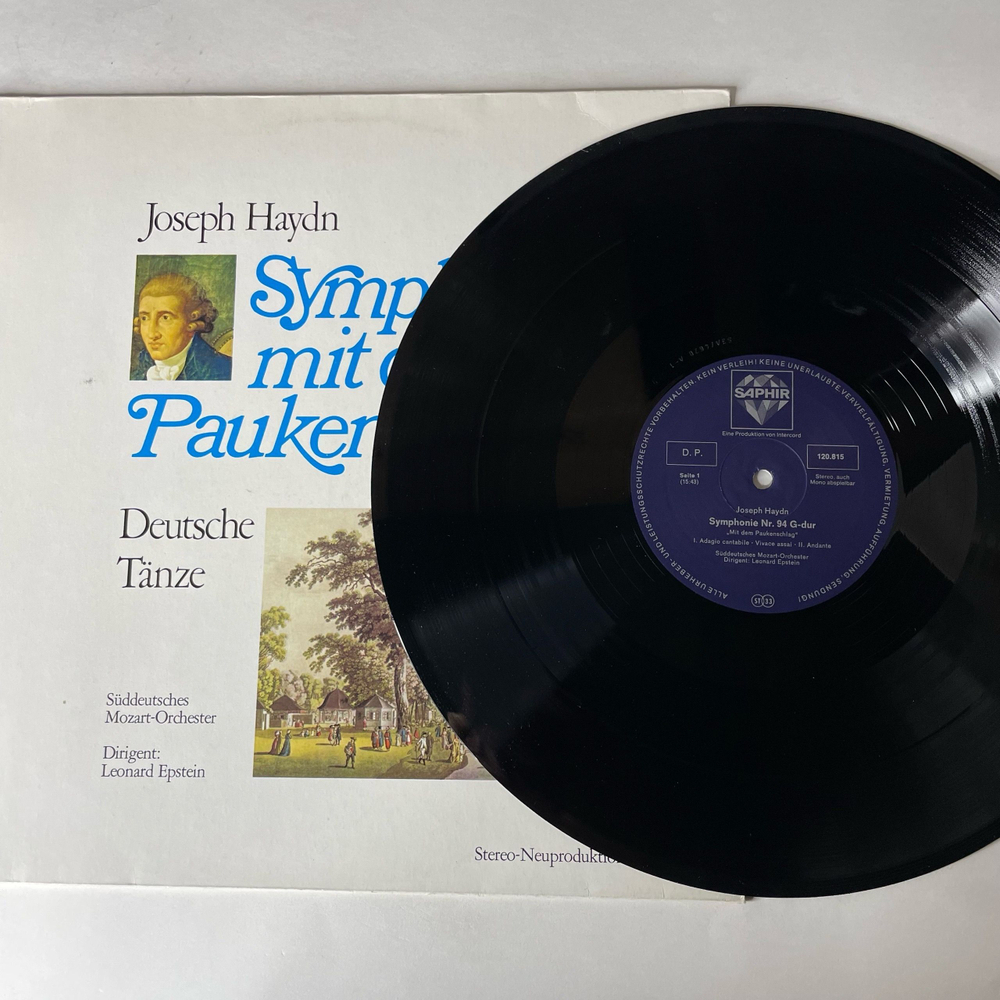 Joseph Haydn
Symp
mit
Pauken
Deutsche
Tänze
Süddeutsches
Mozart-Orchester
Dirigent:
Leonard Epstein
Stereo-Neuproduktion
ALLE URHEBER- UND LEISTUNGSSCHUTZRECHTE VORBEHALTEN. KEIN VERLEIH! KEINE UNERLAUBTE VERVIELFÄLTIGUNG, VERMIETUNG, AUFFÜHRUNG, SENDUNG!
SAPHIR
Eine Produktion von Intercord
D. P.
120.815
Seite 1
(15:43)
Stereo, auch
Mono abspielbar
Joseph Haydn
Symphonie Nr. 94 G-dur
„Mit dem Paukenschlag"
I. Adagio cantabile - Vivace assai - II. Andante
Süddeutsches Mozart-Orchester
Dirigent: Leonard Epstein
ST 33